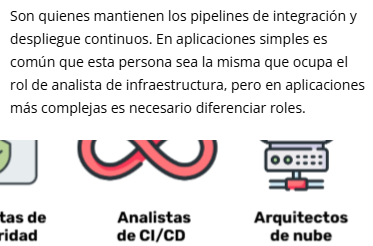 Son quienes mantienen los pipelines de integración y
despliegue continuos. En aplicaciones simples es
común que esta persona sea la misma que ocupa el
rol de analista de infraestructura, pero en aplicaciones
más complejas es necesario diferenciar roles.
tas de
ridad
Analistas
de CI/CD
Arquitectos
de nube